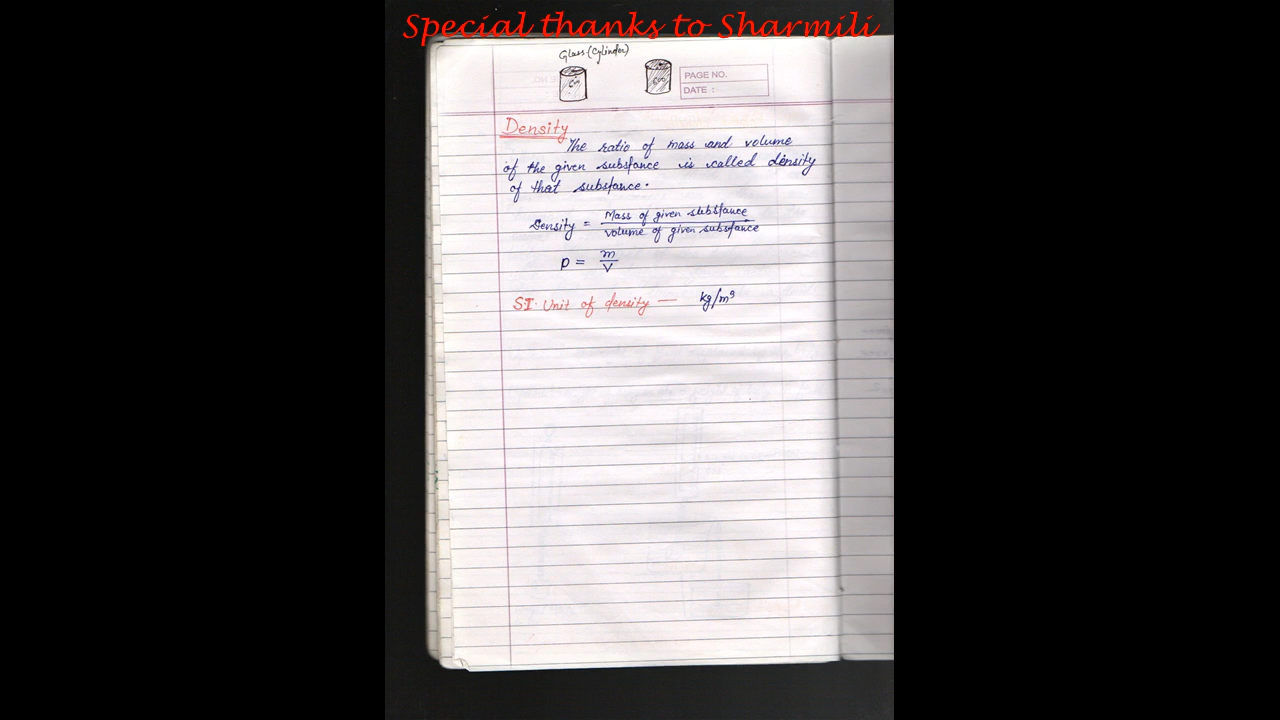 Special thanks to Sharmili
Glass (Cylinder)
PAGE NO.
DATE :
Density
The ratio of mass and volume
of the given substance is called density
of that substance.
Density = Mass of given substance
volume of given substance
p = m
V
SI. Unit of density — kg/m³